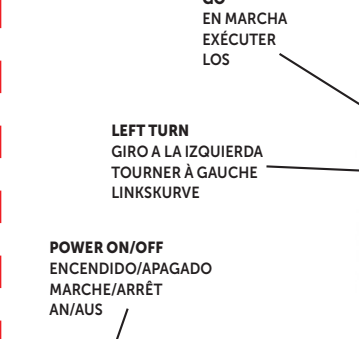 GO
EN MARCHA
EXÉCUTER
LOS
LEFT TURN
GIRO A LA IZQUIERDA
TOURNER À GAUCHE
LINKSKURVE
POWER ON/OFF
ENCENDIDO/APAGADO
MARCHE/ARRÊT
AN/AUS